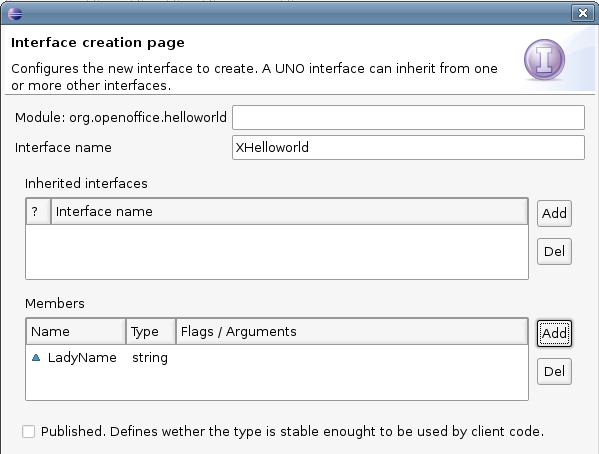 Interface creation page
Configures the new interface to create. A UNO interface can inherit from one
or more other interfaces.
Module: org.openoffice.helloworld
Interface name XHelloworld
Inherited interfaces
? Interface name
Add
Del
Members
Name Type Flags / Arguments
Add
LadyName string
Del
Published. Defines wether the type is stable enought to be used by client code.